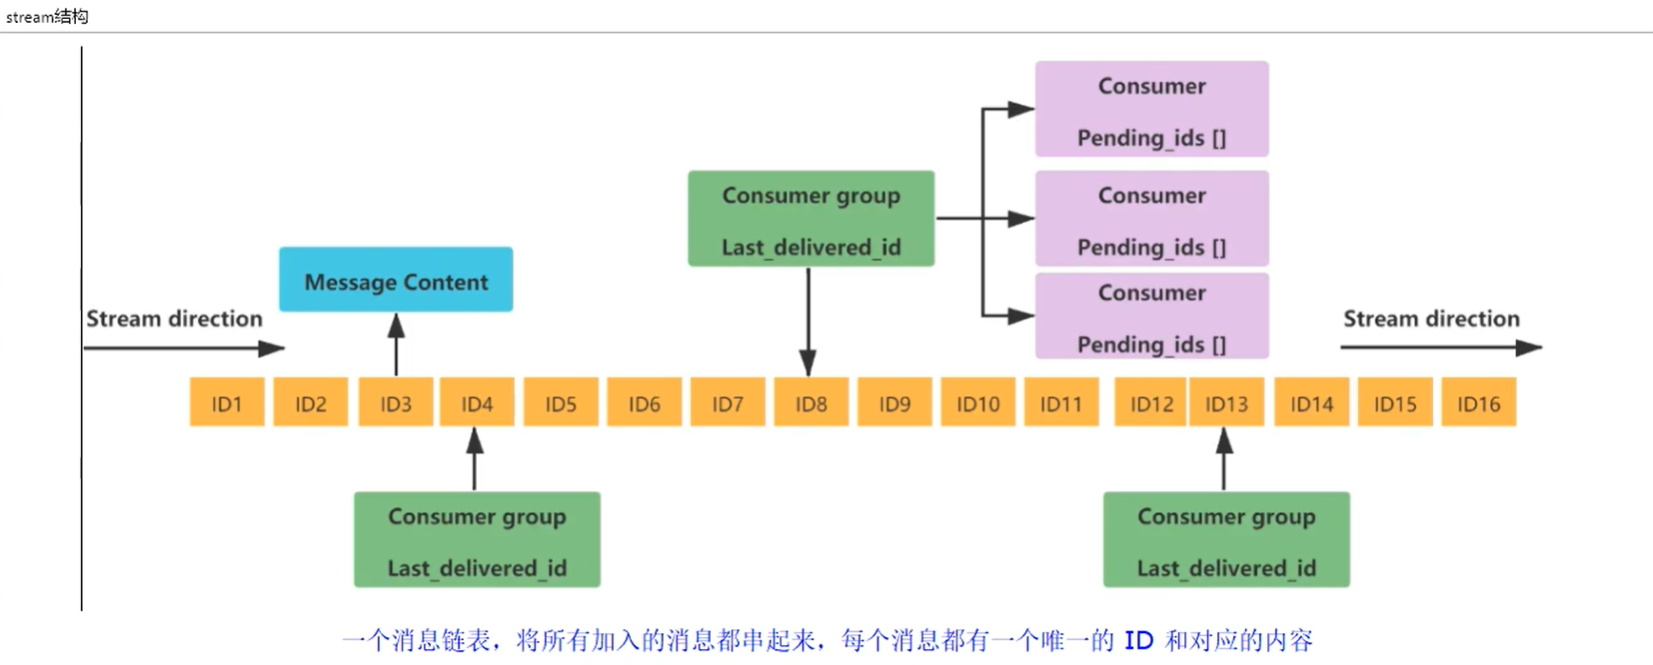 stream结构
Consumer
Pending_ids []
Consumer group
Last_delivered_id
Consumer
Pending_ids []
Message Content
Consumer
Pending_ids []
Stream direction
Stream direction
ID1
ID2
ID3
ID4
ID5
ID6
ID7
ID8
ID9
ID10
ID11
ID12
ID13
ID14
ID15
ID16
Consumer group
Last_delivered_id
Consumer group
Last_delivered_id
一个消息链表，将所有加入的消息都串起来，每个消息都有一个唯一的 ID 和对应的内容